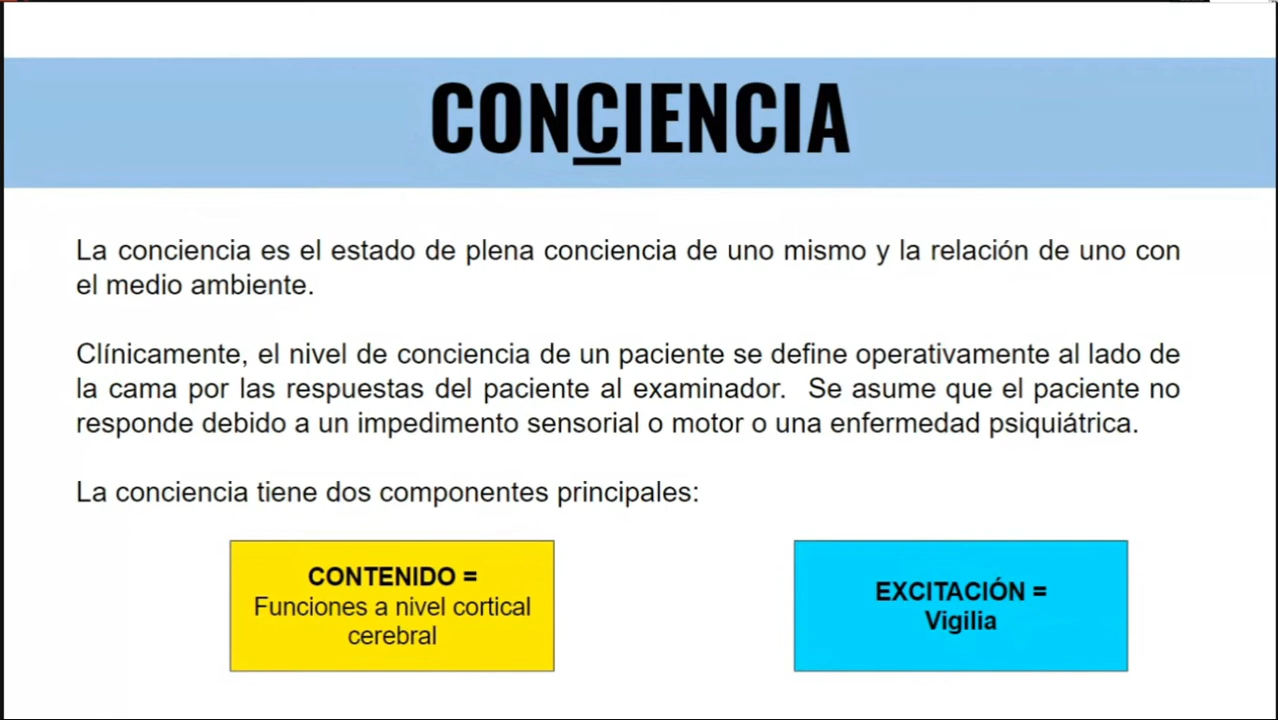 CONCIENCIA
La conciencia es el estado de plena conciencia de uno mismo y la relación de uno con
el medio ambiente.
Clínicamente, el nivel de conciencia de un paciente se define operativamente al lado de
la cama por las respuestas del paciente al examinador. Se asume que el paciente no
responde debido a un impedimento sensorial o motor o una enfermedad psiquiátrica.
La conciencia tiene dos componentes principales:
CONTENIDO =
Funciones a nivel cortical
cerebral
EXCITACIÓN =
Vigilia